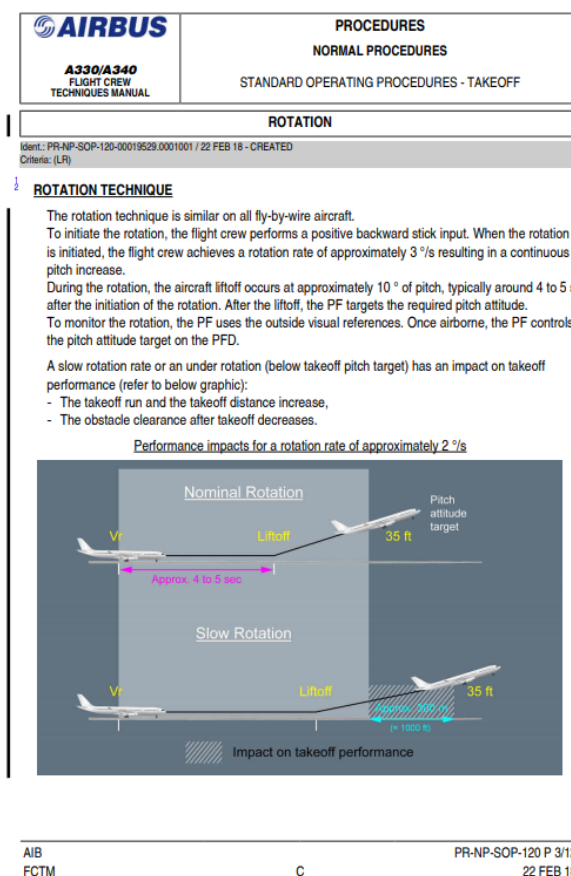 AIRBUS
A330/A340
FLIGHT CREW
TECHNIQUES MANUAL
PROCEDURES
NORMAL PROCEDURES
STANDARD OPERATING PROCEDURES - TAKEOFF
ROTATION
Ident.: PR-NP-SOP-120-00019529.0001001 / 22 FEB 18 - CREATED
Criteria: (LR)
1
2
ROTATION TECHNIQUE
The rotation technique is similar on all fly-by-wire aircraft.
To initiate the rotation, the flight crew performs a positive backward stick input. When the rotation
is initiated, the flight crew achieves a rotation rate of approximately 3 °/s resulting in a continuous
pitch increase.
During the rotation, the aircraft liftoff occurs at approximately 10 ° of pitch, typically around 4 to 5
after the initiation of the rotation. After the liftoff, the PF targets the required pitch attitude.
To monitor the rotation, the PF uses the outside visual references. Once airborne, the PF controls
the pitch attitude target on the PFD.
A slow rotation rate or an under rotation (below takeoff pitch target) has an impact on takeoff
performance (refer to below graphic):
- The takeoff run and the takeoff distance increase,
- The obstacle clearance after takeoff decreases.
Performance impacts for a rotation rate of approximately 2 °/s
Nominal Rotation
Pitch
attitude
target
Vr
Liftoff
35 ft
Approx. 4 to 5 sec
Slow Rotation
Vr
Liftoff
35 ft
Approx. 300 m
(≈ 1000 ft)
Impact on takeoff performance
AIB
PR-NP-SOP-120 P 3/1
FCTM
C
22 FEB 18